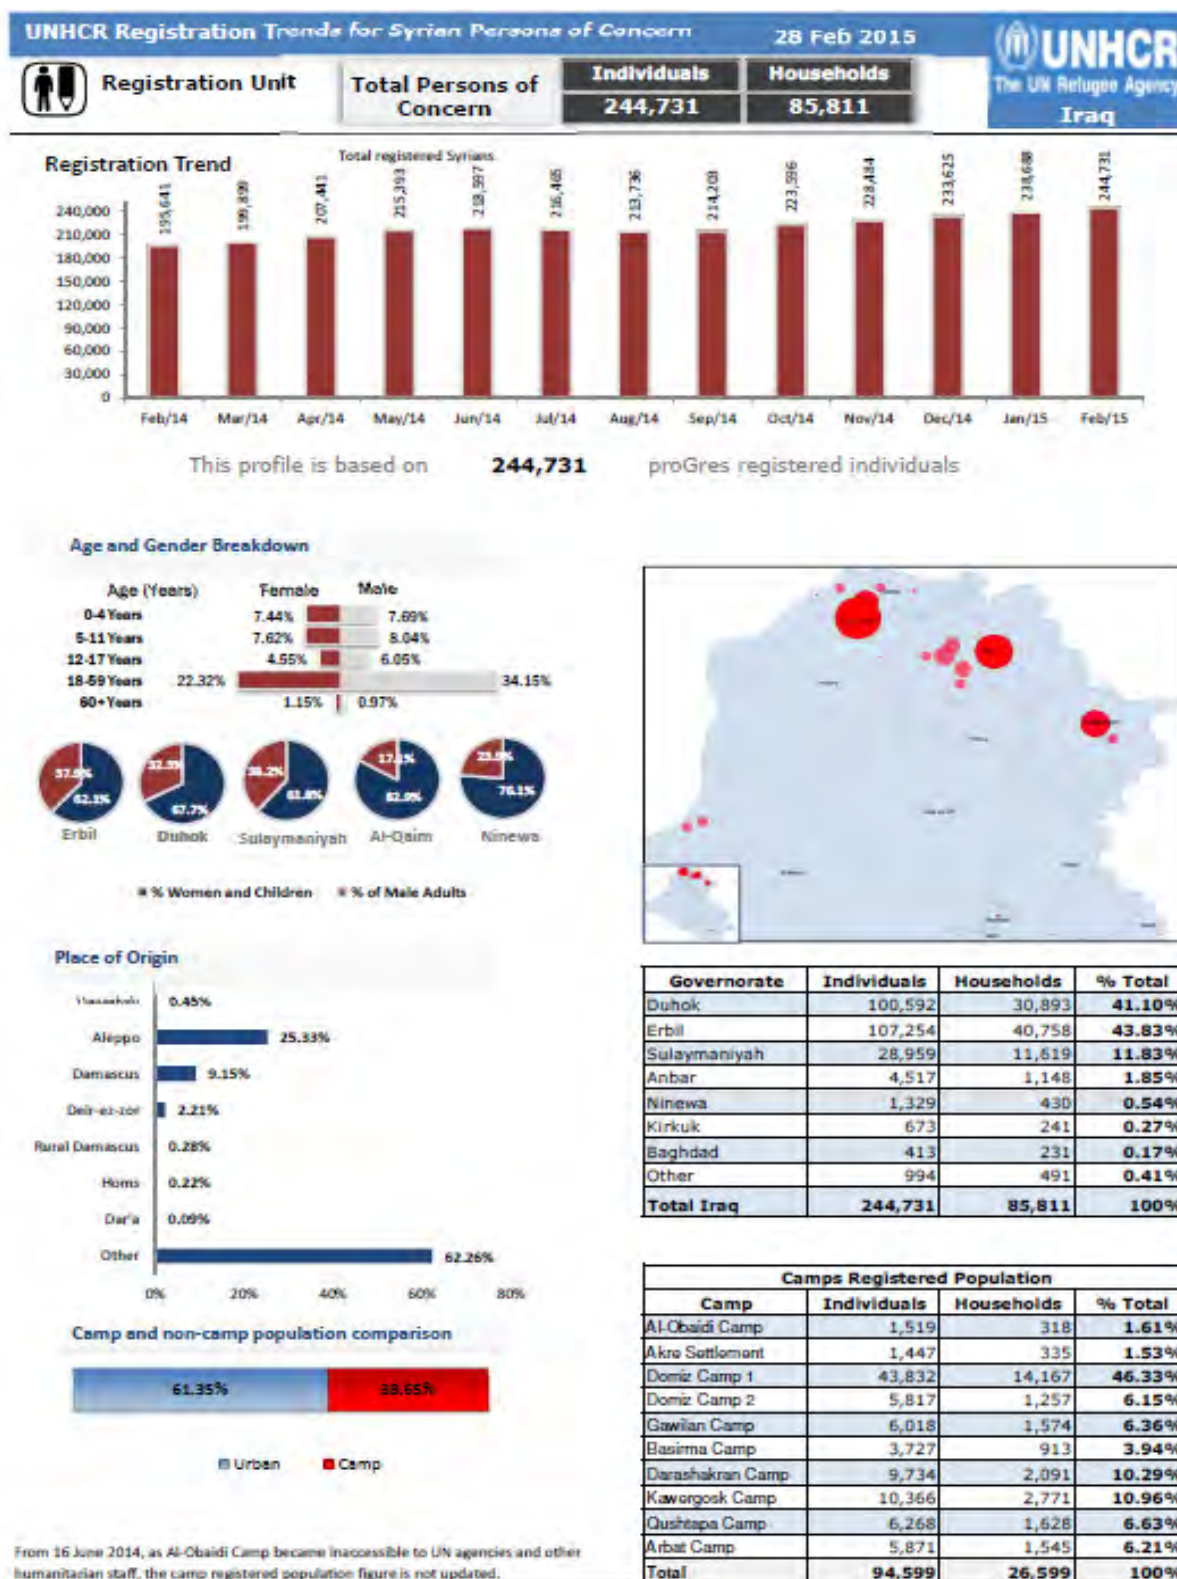 UNHCR Registration Trends for Syrian Persons of Concern
28 Feb 2015
UNHCR
The UN Refugee Agency
Iraq
Registration Unit
Total Persons of Concern
Individuals
Households
244,731
85,811
Registration Trend
Total registered Syrians
195,641 199,899 207,441 215,393 218,597 216,465 213,736 214,203 223,596 228,484 233,625 238,688 244,731
240,000
210,000
180,000
150,000
120,000
90,000
60,000
30,000
0
Feb/14 Mar/14 Apr/14 May/14 Jun/14 Jul/14 Aug/14 Sep/14 Oct/14 Nov/14 Dec/14 Jan/15 Feb/15
This profile is based on 244,731 proGres registered individuals
Age and Gender Breakdown
Age (Years) Female Male
0-4 Years 7.44% 7.69%
5-11 Years 7.62% 8.04%
12-17 Years 4.55% 6.05%
18-59 Years 22.32% 34.15%
60+Years 1.15% 0.97%
62.1%
Erbil
32.3% 67.7%
Duhok
38.2% 61.8%
Sulaymaniyah
Al-Qaim
76.1%
Ninewa
% Women and Children % of Male Adults
Place of Origin
0.45%
Aleppo 25.33%
Damascus 9.15%
Deir-ez-zor 2.21%
Rural Damascus 0.28%
Homs 0.22%
Dar'a 0.09%
Other 62.26%
0% 20% 40% 60% 80%
Camp and non-camp population comparison
61.35% 38.65%
Urban Camp
From 16 June 2014, as Al-Obaidi Camp became inaccessible to UN agencies and other
humanitarian staff, the camp registered population figure is not updated.
Governorate Individuals Households % Total
Duhok 100,592 30,893 41.10%
Erbil 107,254 40,758 43.83%
Sulaymaniyah 28,959 11,619 11.83%
Anbar 4,517 1,148 1.85%
Ninewa 1,329 430 0.54%
Kirkuk 673 241 0.27%
Baghdad 413 231 0.17%
Other 994 491 0.41%
Total Iraq 244,731 85,811 100%
Camps Registered Population
Camp Individuals Households % Total
Al-Obaidi Camp 1,519 318 1.61%
Akre Settlement 1,447 335 1.53%
Domiz Camp 1 43,832 14,167 46.33%
Domiz Camp 2 5,817 1,257 6.15%
Gawilan Camp 6,018 1,574 6.36%
Basirma Camp 3,727 913 3.94%
Darashakran Camp 9,734 2,091 10.29%
Kawergosk Camp 10,366 2,771 10.96%
Qushtapa Camp 6,268 1,628 6.63%
Arbat Camp 5,871 1,545 6.21%
Total 94,599 26,599 100%